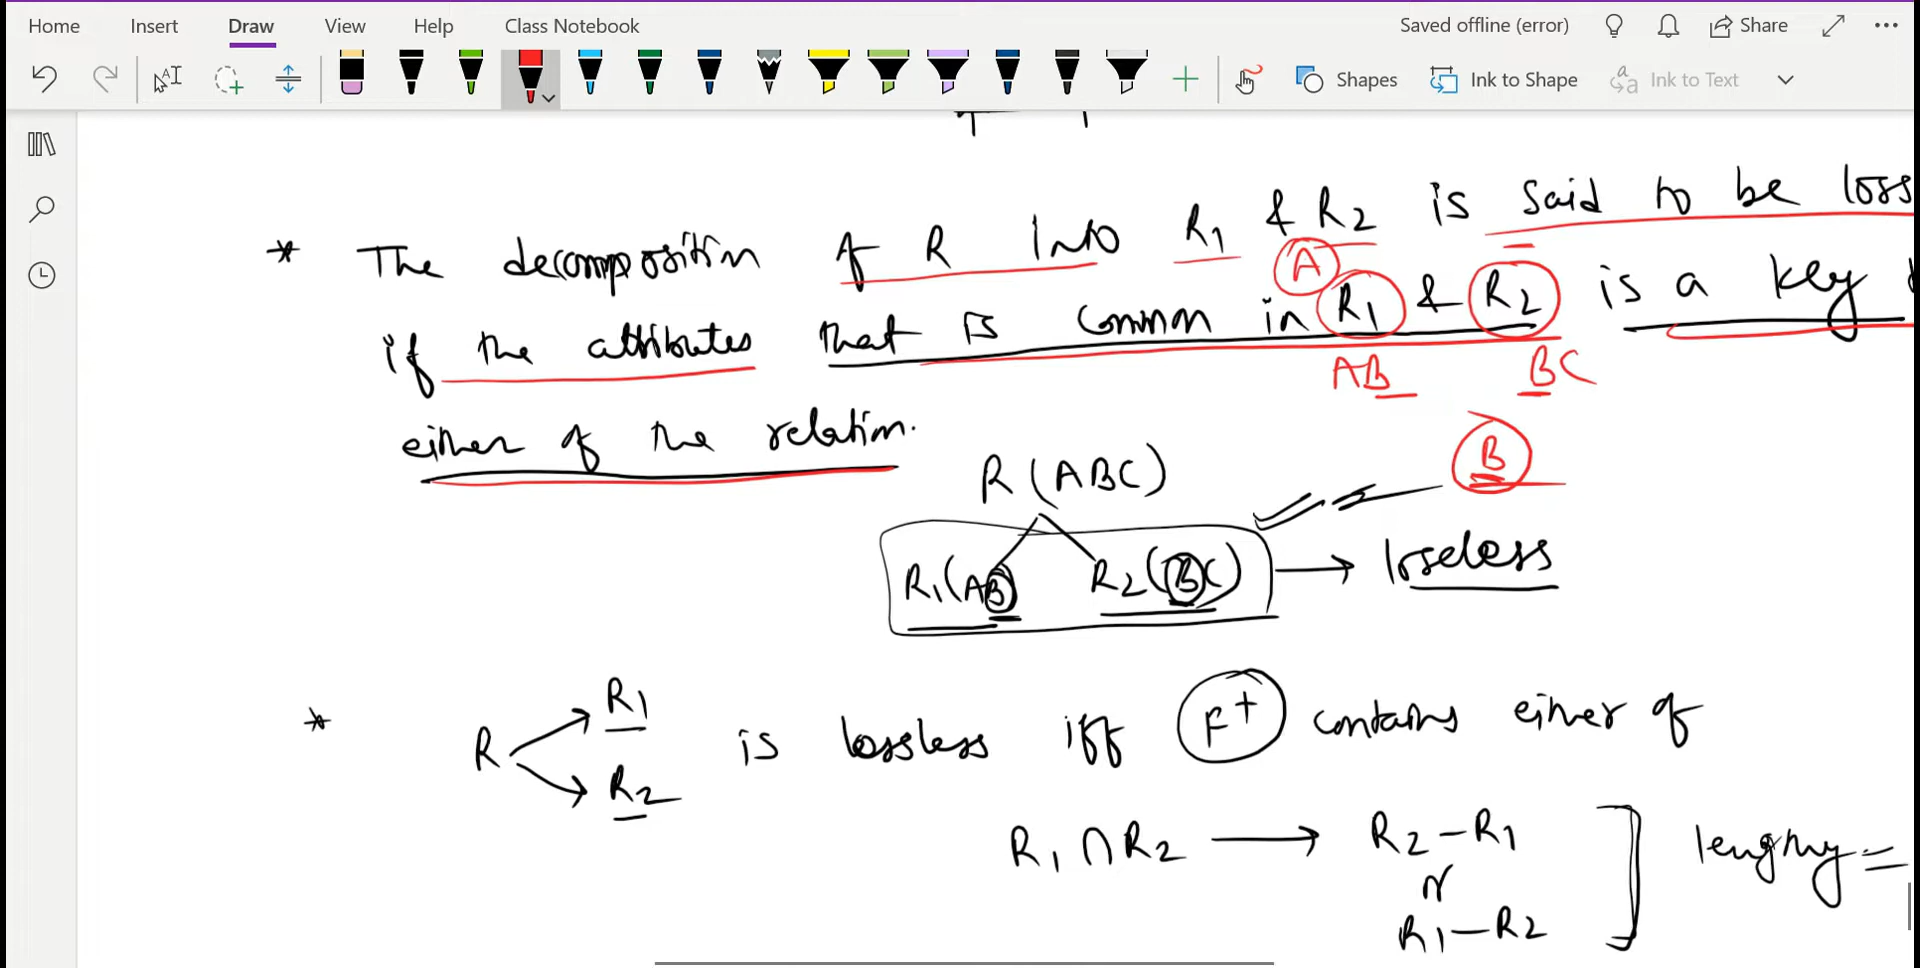 Home Insert Draw View Help Class Notebook Saved offline (error) Share
Shapes Ink to Shape Ink to Text
* The decomposition of R into R1 & R2 is said to be loss
if the attributes that is common in R1 & R2 is a key
A
AB BC
either of the relation.
B
R (ABC)
R1(AB R2(BC) → loseless
* R → R1 → R2 is lossless iff F+ contains either of
R1 ∩ R2 → R2 - R1
or
R1 - R2
lengthy